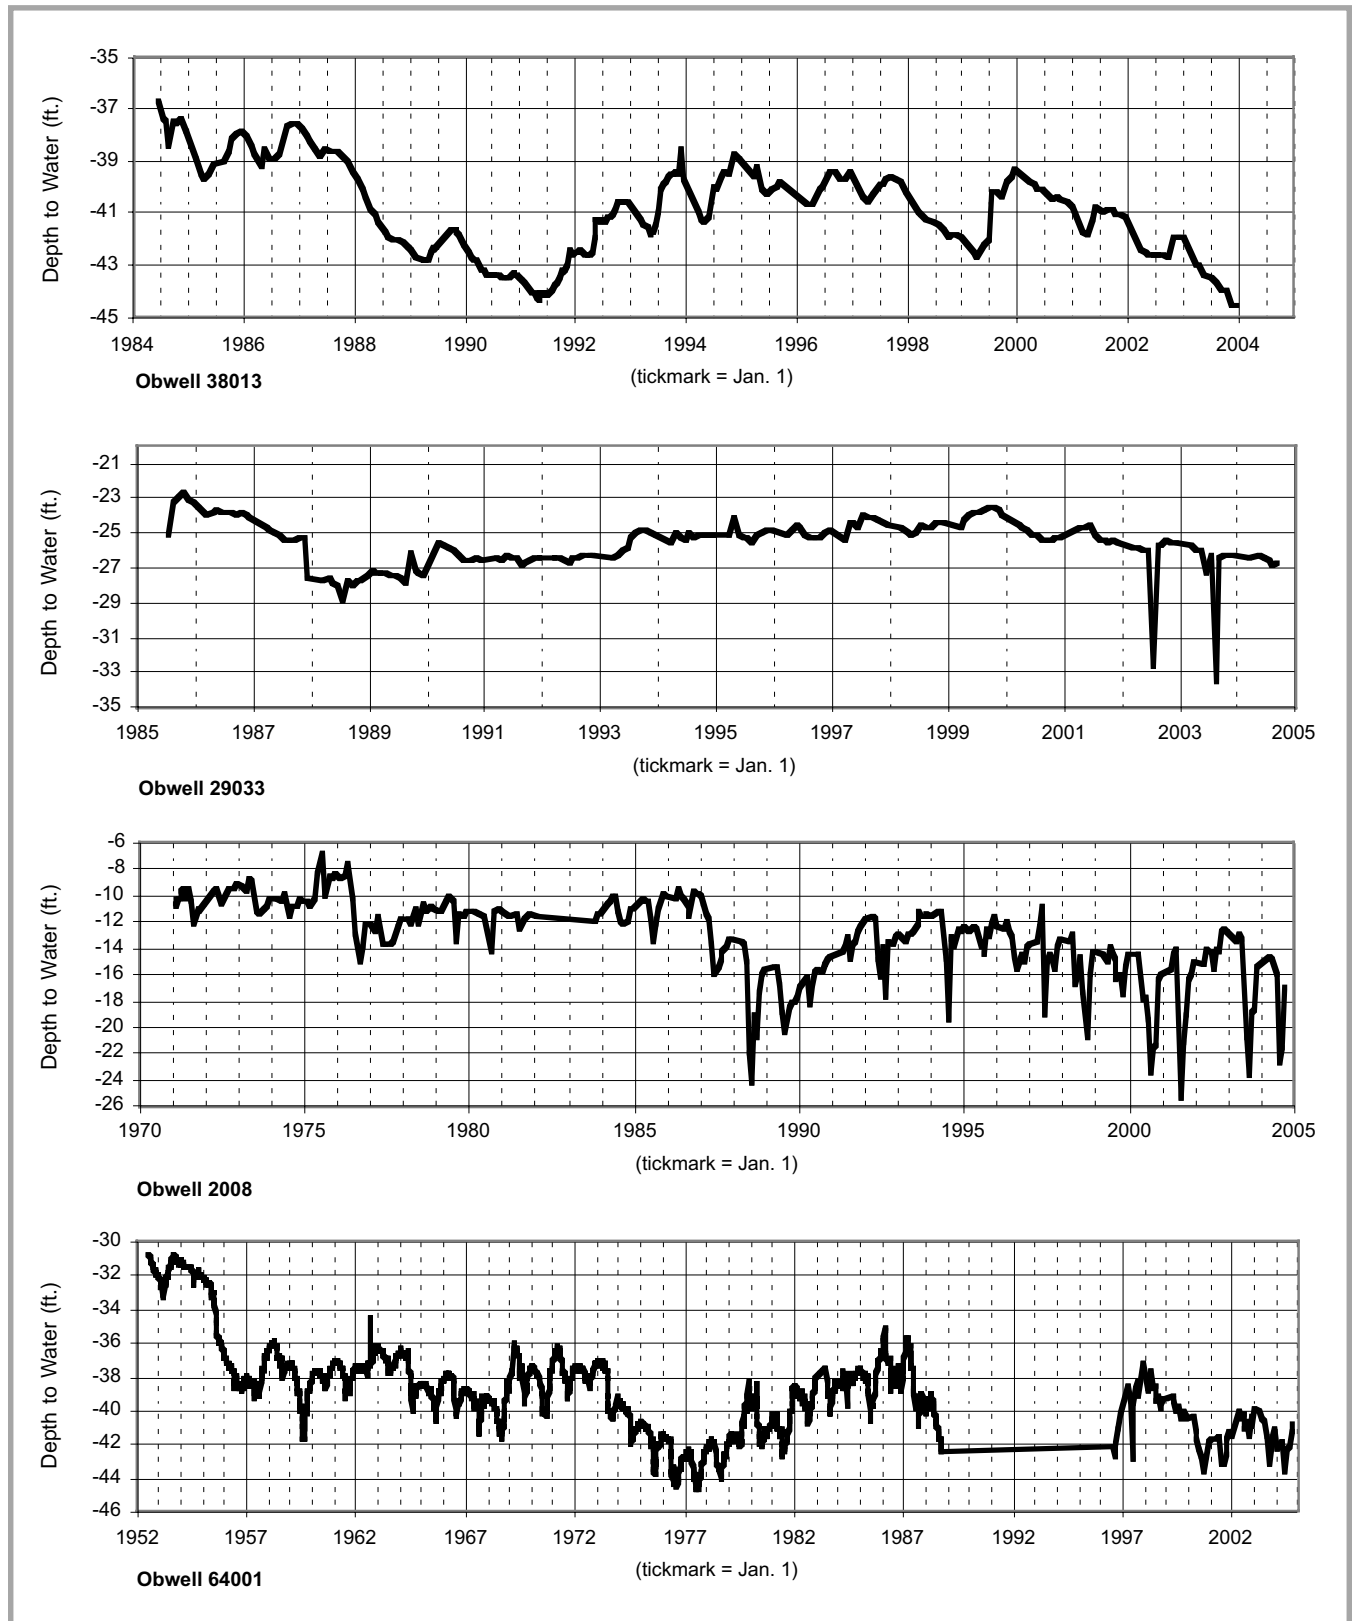 Depth to Water (ft.)
-35
-37
-39
-41
-43
-45
1984 1986 1988 1990 1992 1994 1996 1998 2000 2002 2004
(tickmark = Jan. 1)
Obwell 38013
Depth to Water (ft.)
-21
-23
-25
-27
-29
-31
-33
-35
1985 1987 1989 1991 1993 1995 1997 1999 2001 2003 2005
(tickmark = Jan. 1)
Obwell 29033
Depth to Water (ft.)
-6
-8
-10
-12
-14
-16
-18
-20
-22
-24
-26
1970 1975 1980 1985 1990 1995 2000 2005
(tickmark = Jan. 1)
Obwell 2008
Depth to Water (ft.)
-30
-32
-34
-36
-38
-40
-42
-44
-46
1952 1957 1962 1967 1972 1977 1982 1987 1992 1997 2002
(tickmark = Jan. 1)
Obwell 64001